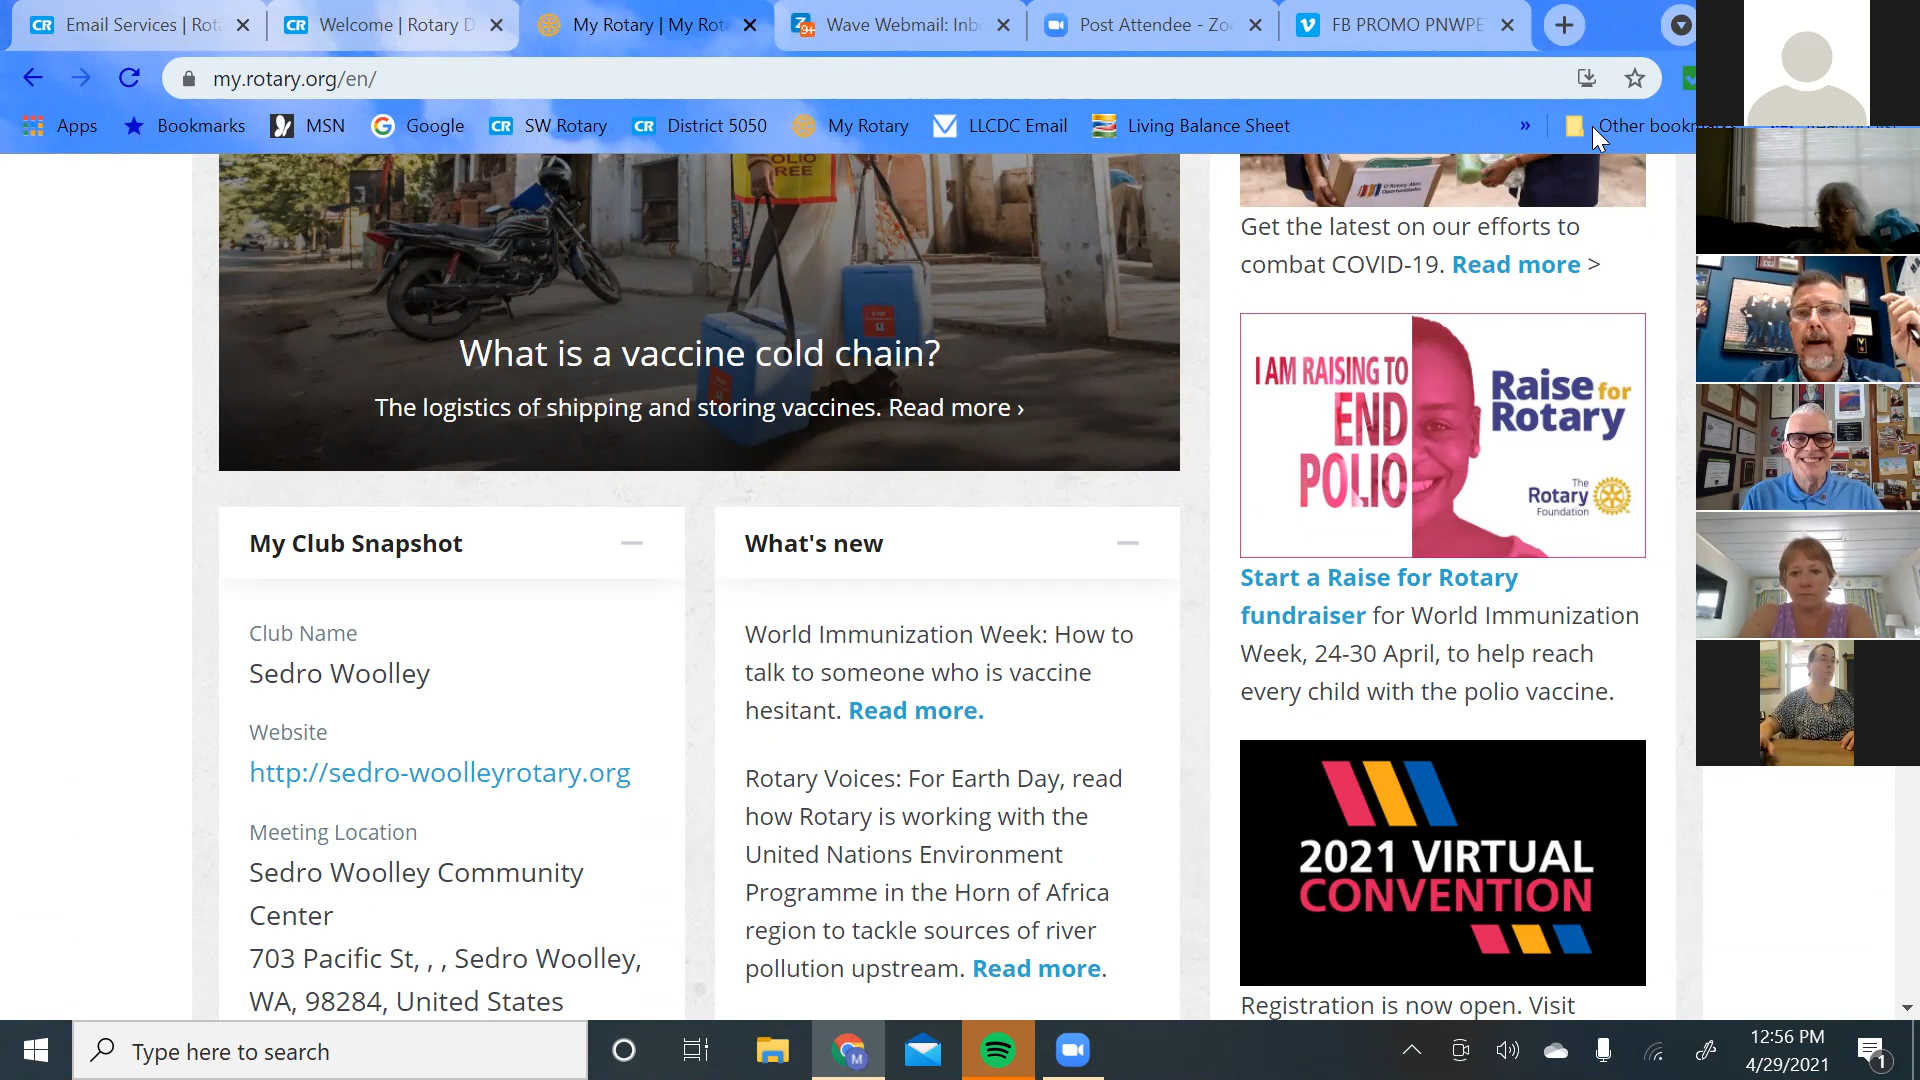 Email Services | Rota
Welcome | Rotary D
My Rotary | My Rota
Wave Webmail: Inb
Post Attendee - Zoo
FB PROMO PNWPE
my.rotary.org/en/
Apps
Bookmarks
MSN
Google
SW Rotary
District 5050
My Rotary
LLCDC Email
Living Balance Sheet
»
Other bookmarks
POLIO
FREE
What is a vaccine cold chain?
The logistics of shipping and storing vaccines. Read more ›
Get the latest on our efforts to
combat COVID-19. Read more >
I AM RAISING TO
END
POLIO
Raise for
Rotary
The
Rotary
Foundation
Start a Raise for Rotary
fundraiser for World Immunization
Week, 24-30 April, to help reach
every child with the polio vaccine.
2021 VIRTUAL
CONVENTION
Registration is now open. Visit
My Club Snapshot
Club Name
Sedro Woolley
Website
http://sedro-woolleyrotary.org
Meeting Location
Sedro Woolley Community
Center
703 Pacific St, , , Sedro Woolley,
WA, 98284, United States
What's new
World Immunization Week: How to
talk to someone who is vaccine
hesitant. Read more.
Rotary Voices: For Earth Day, read
how Rotary is working with the
United Nations Environment
Programme in the Horn of Africa
region to tackle sources of river
pollution upstream. Read more.
Type here to search
12:56 PM
4/29/2021
1